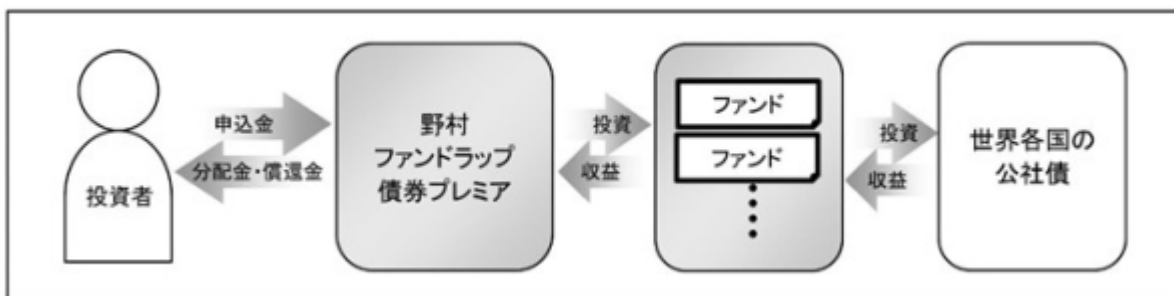 投資者
申込金
分配金・償還金
野村
ファンドラップ
債券プレミア
投資
収益
ファンド
ファンド
投資
収益
世界各国の
公社債